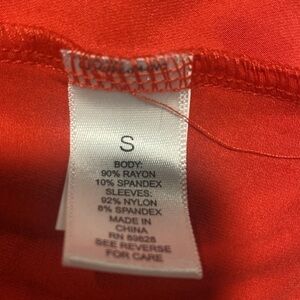 S
BODY:
90% RAYON
10% SPANDEX
SLEEVES:
92% NYLON
8% SPANDEX
MADE IN
CHINA
RN 89828
SEE REVERSE
FOR CARE